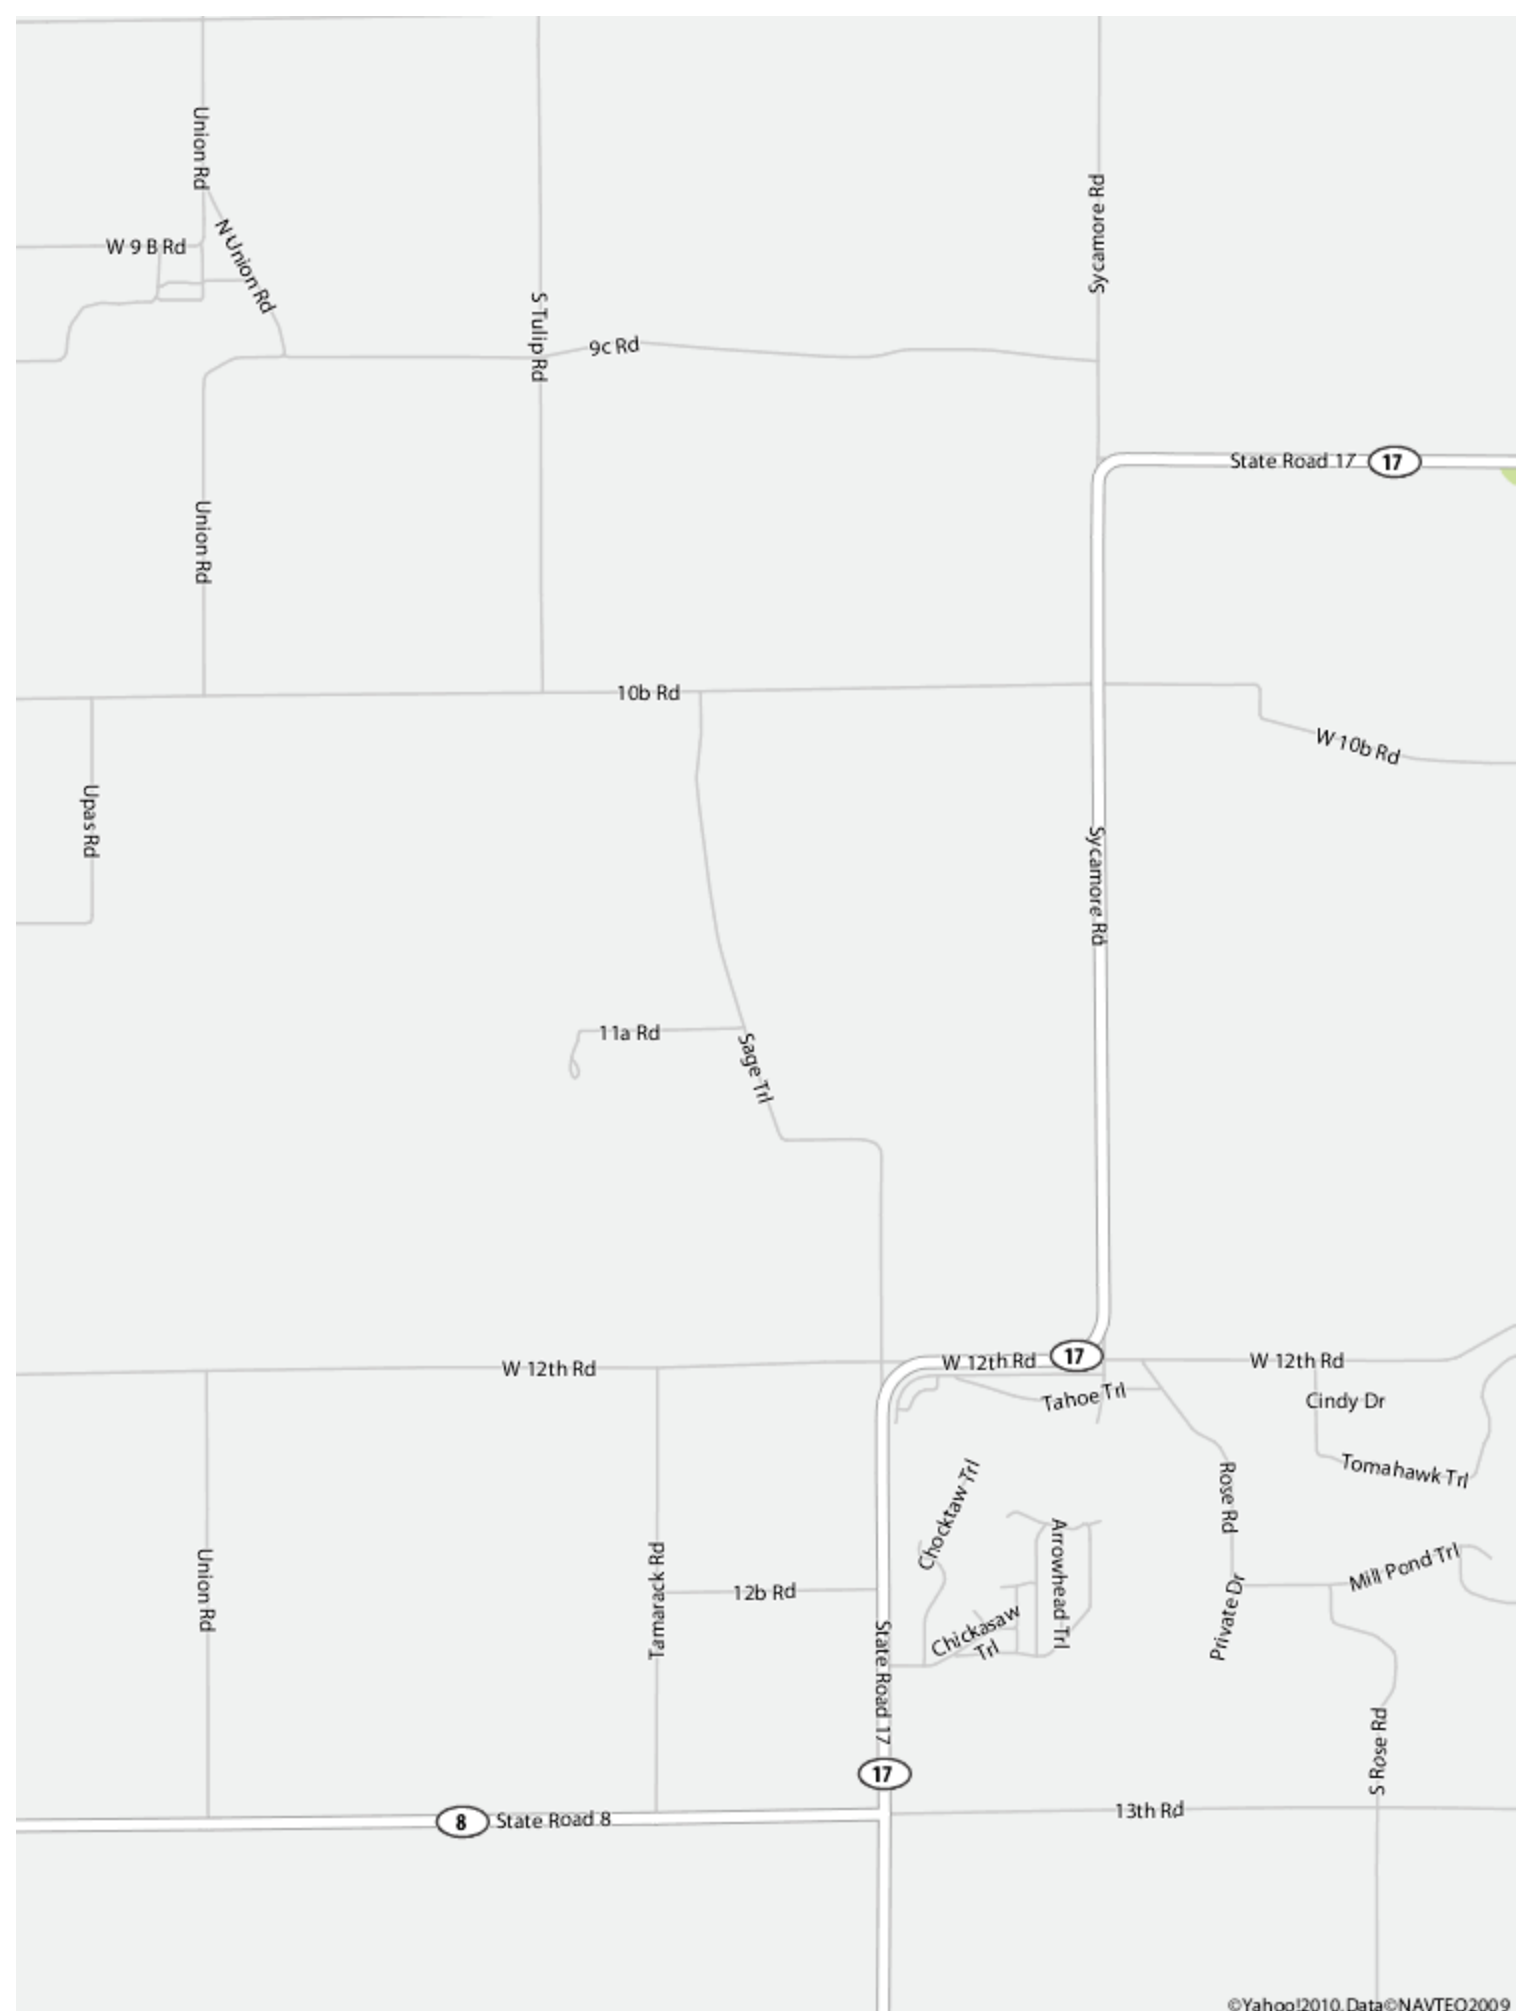 Union Rd
Sycamore Rd
W 9 B Rd
N Union Rd
S Tulip Rd
9c Rd
State Road 17
17
Union Rd
10b Rd
W 10b Rd
Upas Rd
Sycamore Rd
11a Rd
Sage Trl
W 12th Rd
W 12th Rd
17
W 12th Rd
Tahoe Trl
Cindy Dr
Tomahawk Trl
Rose Rd
Chocktaw Trl
Arrowhead Trl
Union Rd
Tamarack Rd
12b Rd
Mill Pond Trl
Private Dr
Chickasaw
Trl
State Road 17
S Rose Rd
17
13th Rd
8
State Road 8
©Yahoo!2010, Data©NAVTEQ2009